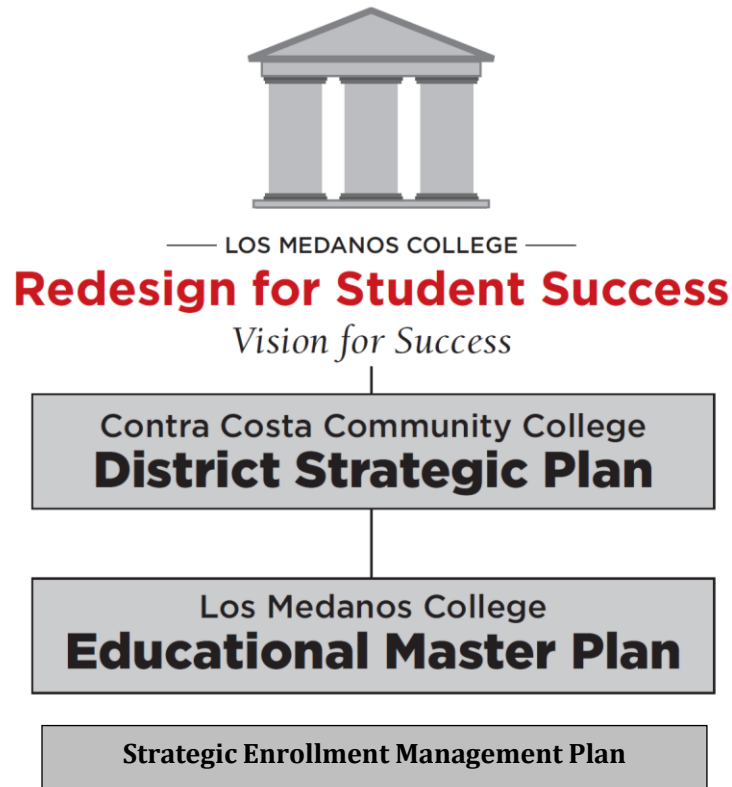 LOS MEDANOS COLLEGE
Redesign for Student Success
Vision for Success
Contra Costa Community College
District Strategic Plan
Los Medanos College
Educational Master Plan
Strategic Enrollment Management Plan